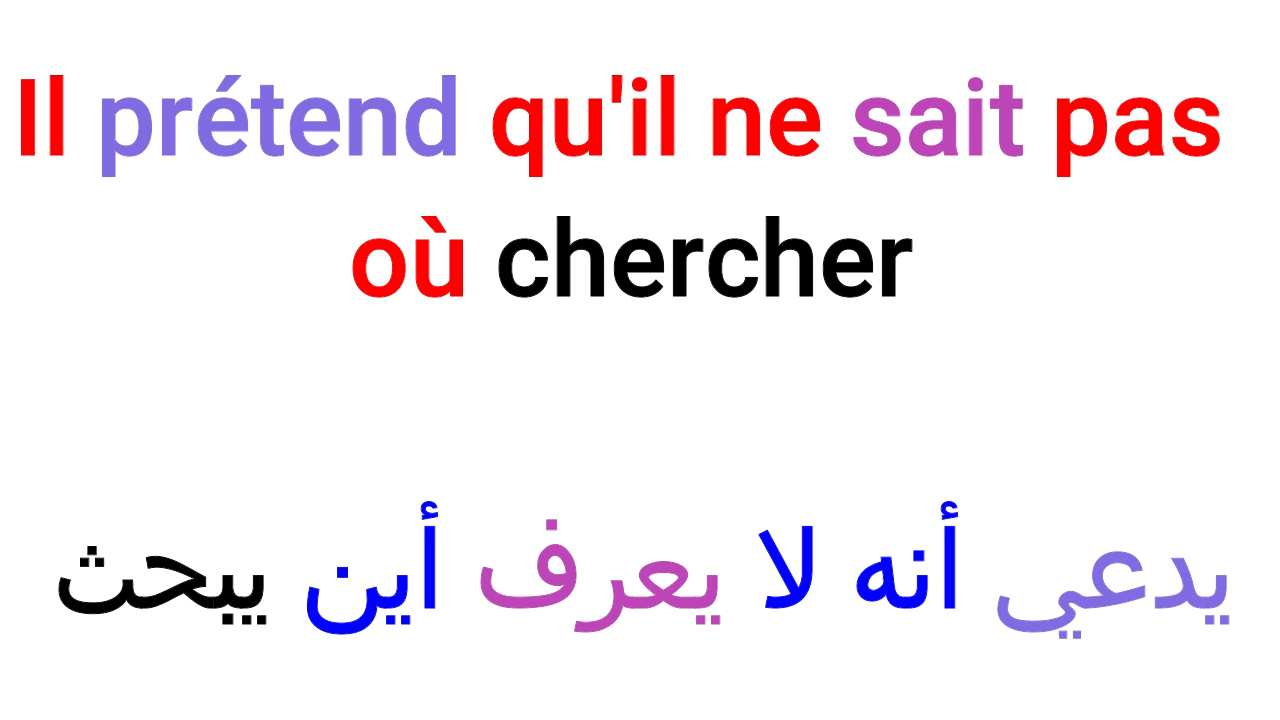 Il prétend qu'il ne sait pas
où chercher
يدعي أنه لا يعرف أين يبحث